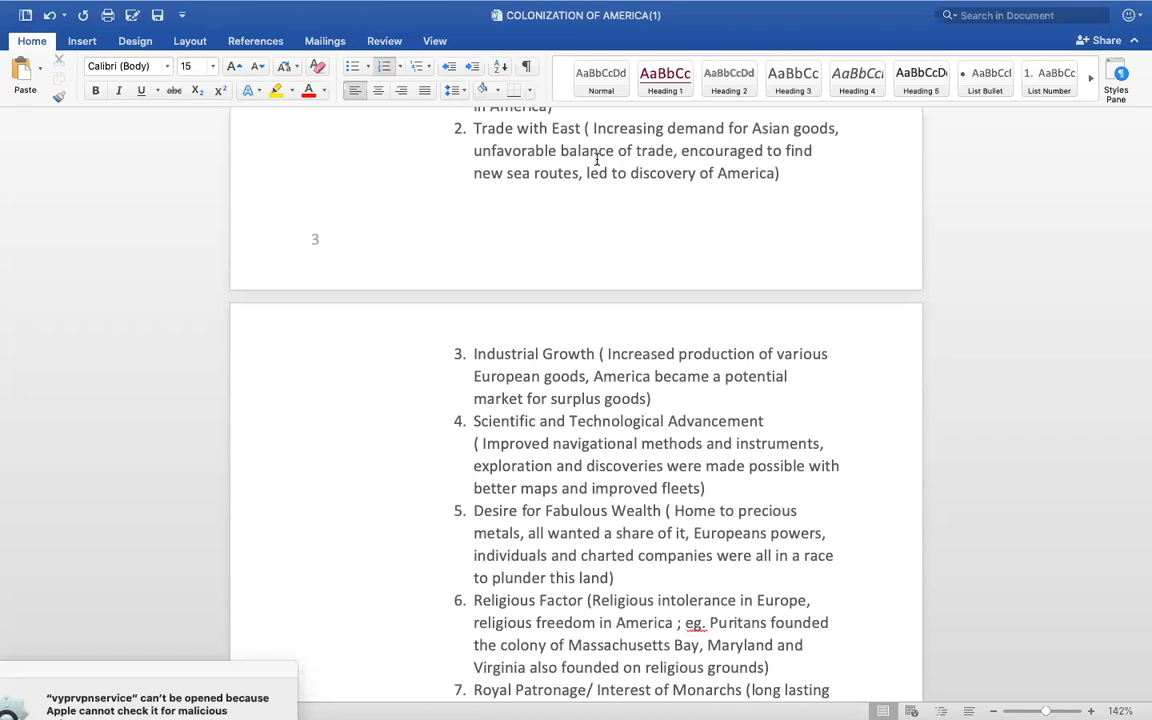 COLONIZATION OF AMERICA(1)
Search in Document
Home Insert Design Layout References Mailings Review View
Share
Paste
Calibri (Body) 15
AaBbCcDd Normal
AaBbCc Heading 1
AaBbCcDd Heading 2
AaBbCc Heading 3
AaBbCcI Heading 4
AaBbCcD Heading 5
AaBbCc List Bullet
1. AaBbCc List Number
Styles Pane
in America)
2. Trade with East ( Increasing demand for Asian goods,
unfavorable balance of trade, encouraged to find
new sea routes, led to discovery of America)
3
3. Industrial Growth ( Increased production of various
European goods, America became a potential
market for surplus goods)
4. Scientific and Technological Advancement
( Improved navigational methods and instruments,
exploration and discoveries were made possible with
better maps and improved fleets)
5. Desire for Fabulous Wealth ( Home to precious
metals, all wanted a share of it, Europeans powers,
individuals and charted companies were all in a race
to plunder this land)
6. Religious Factor (Religious intolerance in Europe,
religious freedom in America ; eg. Puritans founded
the colony of Massachusetts Bay, Maryland and
Virginia also founded on religious grounds)
7. Royal Patronage/ Interest of Monarchs (long lasting
"vyprvpnservice" can't be opened because
Apple cannot check it for malicious
142%